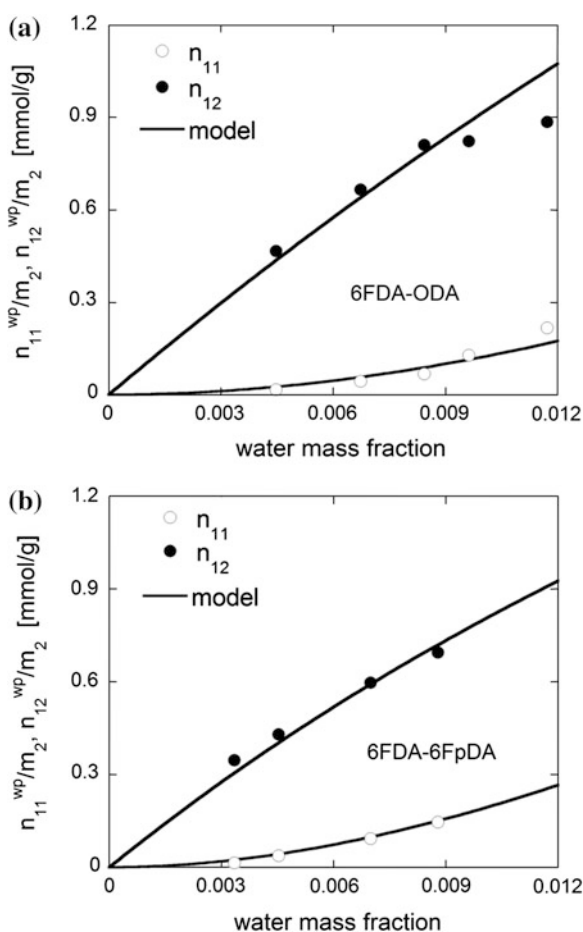 (a)
1.2
0.9
0.6
0.3
0
n₁₁
n₁₂
model
6FDA-ODA
n₁₁ʷᵖ/m₂, n₁₂ʷᵖ/m₂ [mmol/g]
0 0.003 0.006 0.009 0.012
water mass fraction
(b)
1.2
0.9
0.6
0.3
0
n₁₁
n₁₂
model
6FDA-6FpDA
n₁₁ʷᵖ/m₂, n₁₂ʷᵖ/m₂ [mmol/g]
0 0.003 0.006 0.009 0.012
water mass fraction